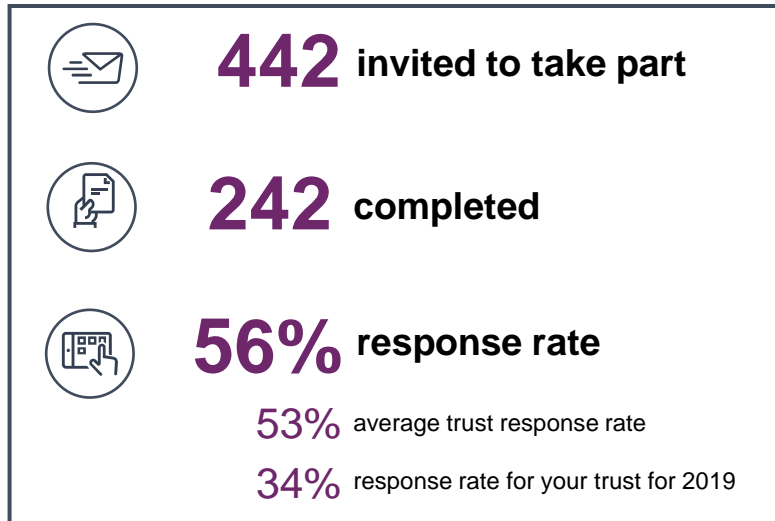 442 invited to take part
242 completed
56% response rate
53% average trust response rate
34% response rate for your trust for 2019